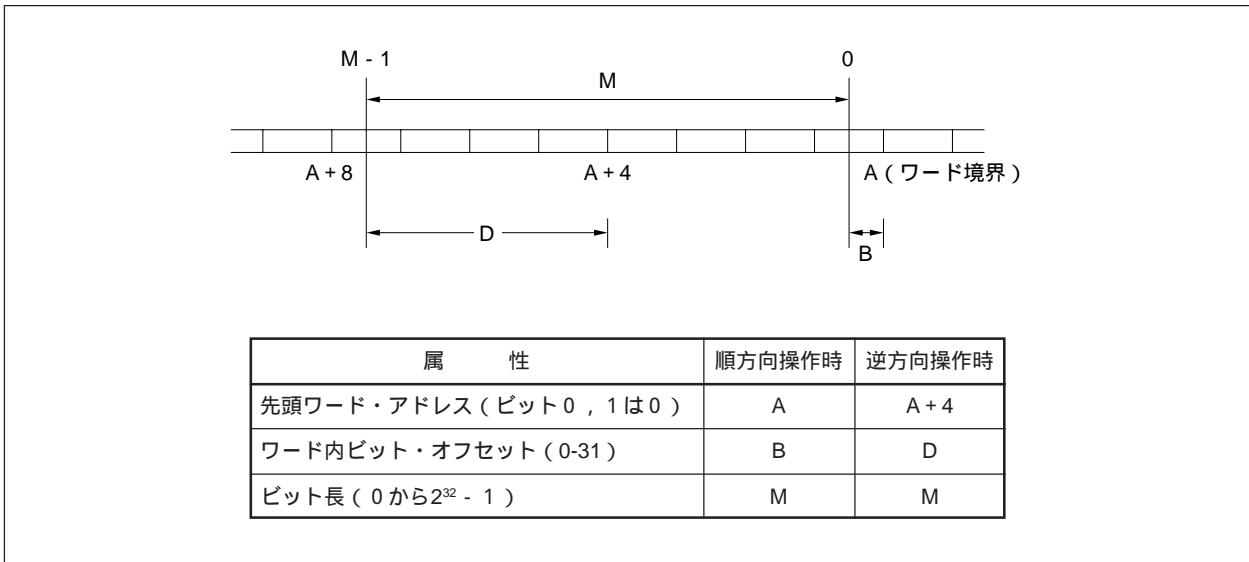 M - 1 0
M
A + 8 A + 4 A ( ワード境界 )
D
B
属 性 順方向操作時 逆方向操作時
先頭ワード・アドレス ( ビット 0 , 1 は 0 ) A A + 4
ワード内ビット・オフセット ( 0-31 ) B D
ビット長 ( 0 から2³² - 1 ) M M